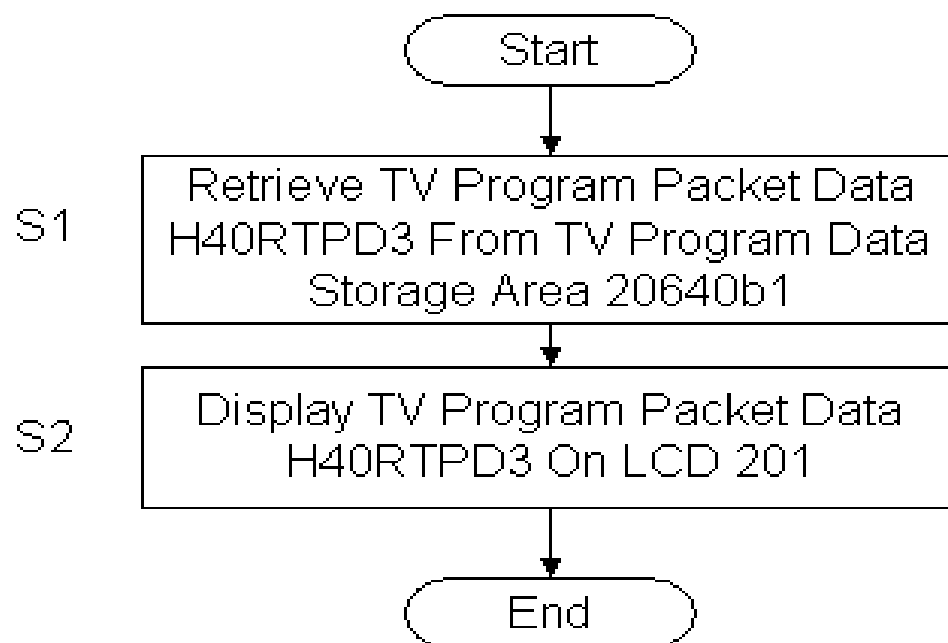 Start
S1
Retrieve TV Program Packet Data
H40RTPD3 From TV Program Data
Storage Area 20640b1
S2
Display TV Program Packet Data
H40RTPD3 On LCD 201
End